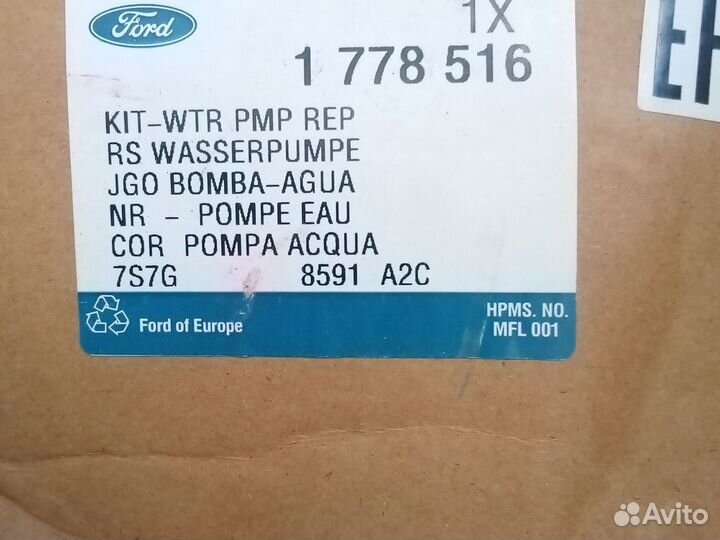 Ford
1X
1 778 516
KIT-WTR PMP REP
RS WASSERPUMPE
JGO BOMBA-AGUA
NR - POMPE EAU
COR POMPA ACQUA
7S7G 8591 A2C
Ford of Europe
HPMS. NO.
MFL 001
Avito